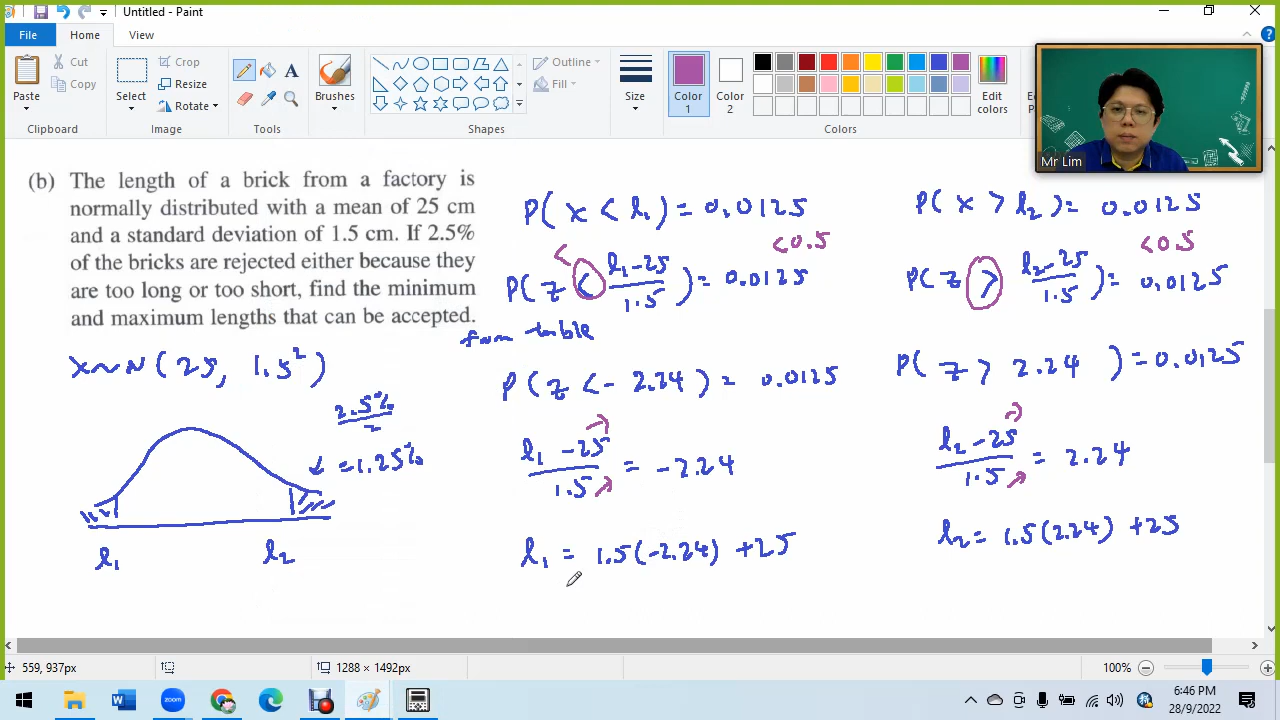 Untitled - Paint
File Home View
Paste Cut Copy Clipboard
Select Crop Resize Rotate Image
Tools
Brushes
Outline Fill Shapes
Size
Color 1 Color 2 Edit colors Colors
Mr Lim
(b) The length of a brick from a factory is
normally distributed with a mean of 25 cm
and a standard deviation of 1.5 cm. If 2.5%
of the bricks are rejected either because they
are too long or too short, find the minimum
and maximum lengths that can be accepted.
X~N(25, 1.5²)
2.5%/2
=1.25%
l₁ l₂
P(x < l₁) = 0.0125
< <0.5
P(z < (l₁-25)/1.5) = 0.0125
from table
P(z < -2.24) = 0.0125
(l₁ -25)/1.5 = -2.24
l₁ = 1.5(-2.24) +25
P(x > l₂) = 0.0125
<0.5
P(z > (l₂-25)/1.5) = 0.0125
P(z > 2.24) = 0.0125
(l₂-25)/1.5 = 2.24
l₂ = 1.5(2.24) +25
559, 937px 1288 × 1492px 100%
zoom
6:46 PM
28/9/2022